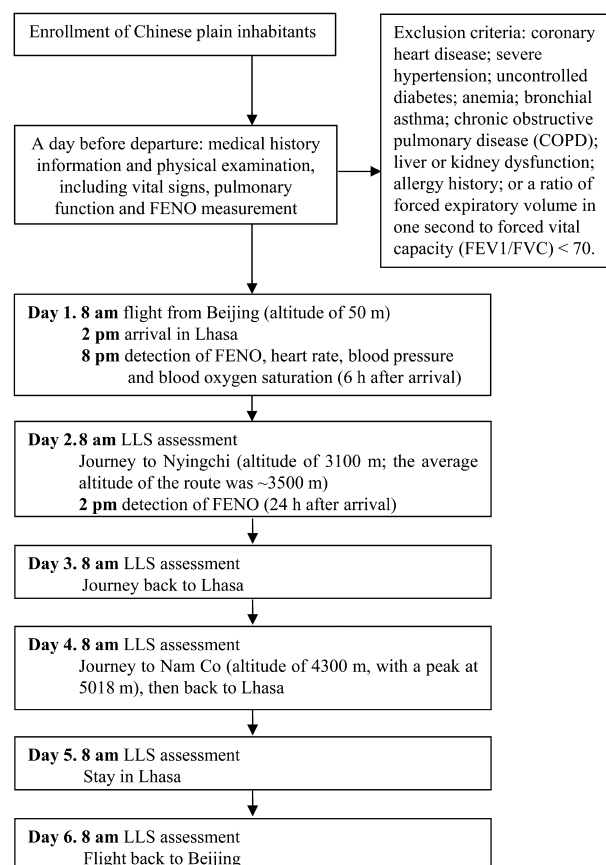 Enrollment of Chinese plain inhabitants
A day before departure: medical history
information and physical examination,
including vital signs, pulmonary
function and FENO measurement
Exclusion criteria: coronary
heart disease; severe
hypertension; uncontrolled
diabetes; anemia; bronchial
asthma; chronic obstructive
pulmonary disease (COPD);
liver or kidney dysfunction;
allergy history; or a ratio of
forced expiratory volume in
one second to forced vital
capacity (FEV1/FVC) < 70.
Day 1. 8 am flight from Beijing (altitude of 50 m)
2 pm arrival in Lhasa
8 pm detection of FENO, heart rate, blood pressure
and blood oxygen saturation (6 h after arrival)
Day 2. 8 am LLS assessment
Journey to Nyingchi (altitude of 3100 m; the average
altitude of the route was ~3500 m)
2 pm detection of FENO (24 h after arrival)
Day 3. 8 am LLS assessment
Journey back to Lhasa
Day 4. 8 am LLS assessment
Journey to Nam Co (altitude of 4300 m, with a peak at
5018 m), then back to Lhasa
Day 5. 8 am LLS assessment
Stay in Lhasa
Day 6. 8 am LLS assessment
Flight back to Beijing